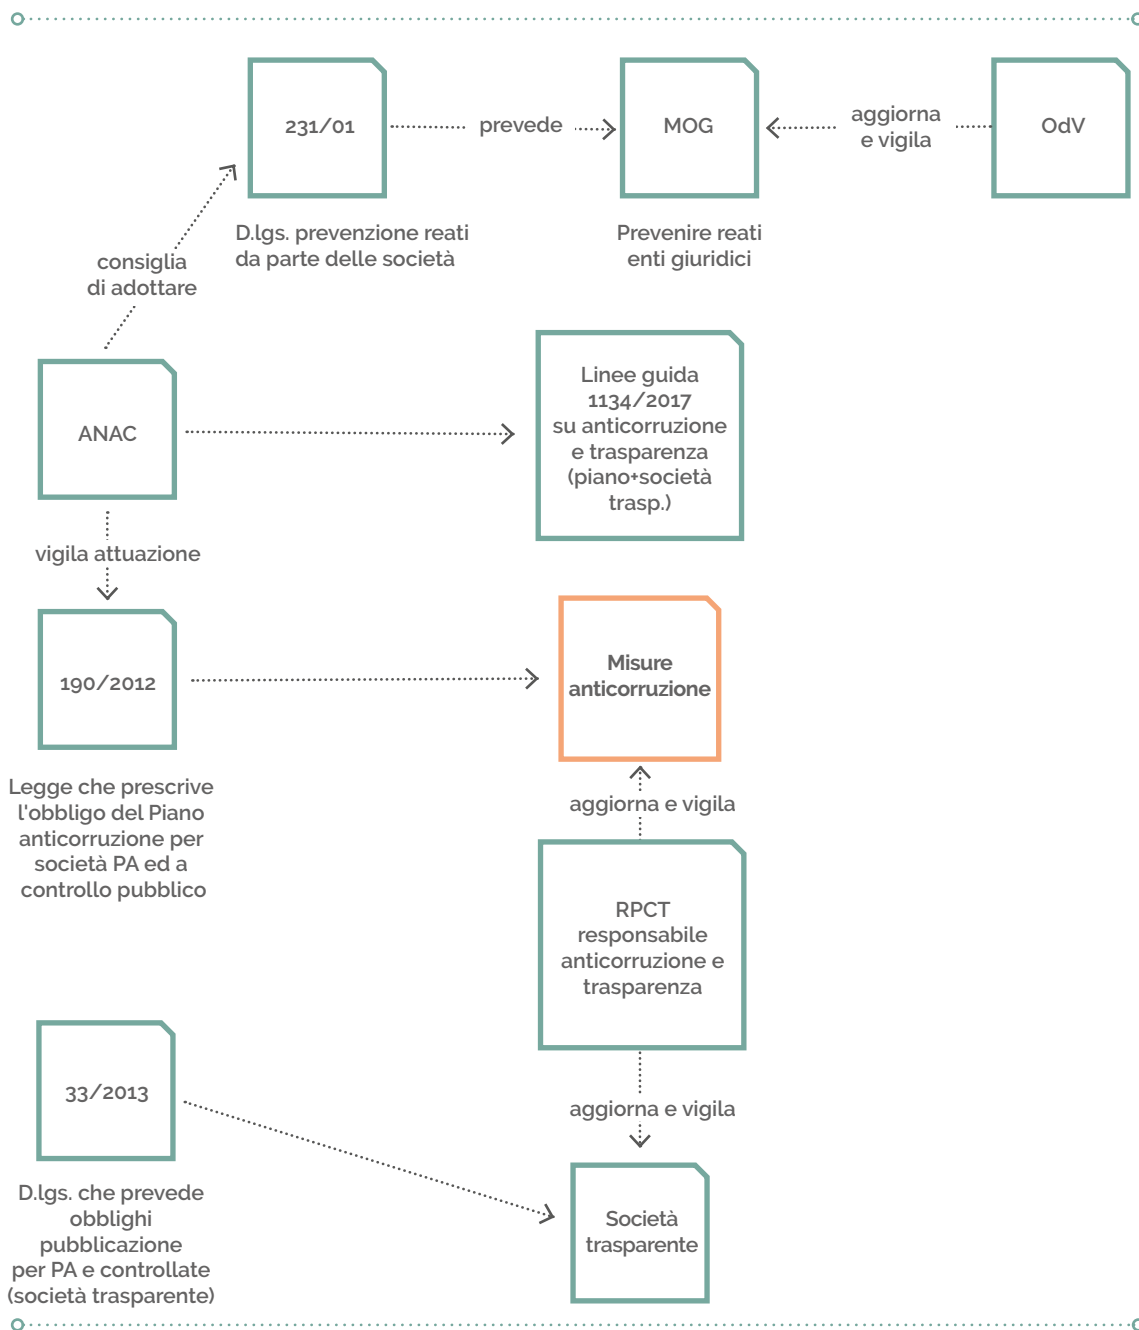 231/01
prevede
MOG
aggiorna
e vigila
OdV
D.lgs. prevenzione reati
da parte delle società
Prevenire reati
enti giuridici
consiglia
di adottare
ANAC
Linee guida
1134/2017
su anticorruzione
e trasparenza
(piano+società
trasp.)
vigila attuazione
190/2012
Misure
anticorruzione
Legge che prescrive
l'obbligo del Piano
anticorruzione per
società PA ed a
controllo pubblico
aggiorna e vigila
RPCT
responsabile
anticorruzione e
trasparenza
33/2013
aggiorna e vigila
D.lgs. che prevede
obblighi
pubblicazione
per PA e controllate
(società trasparente)
Società
trasparente